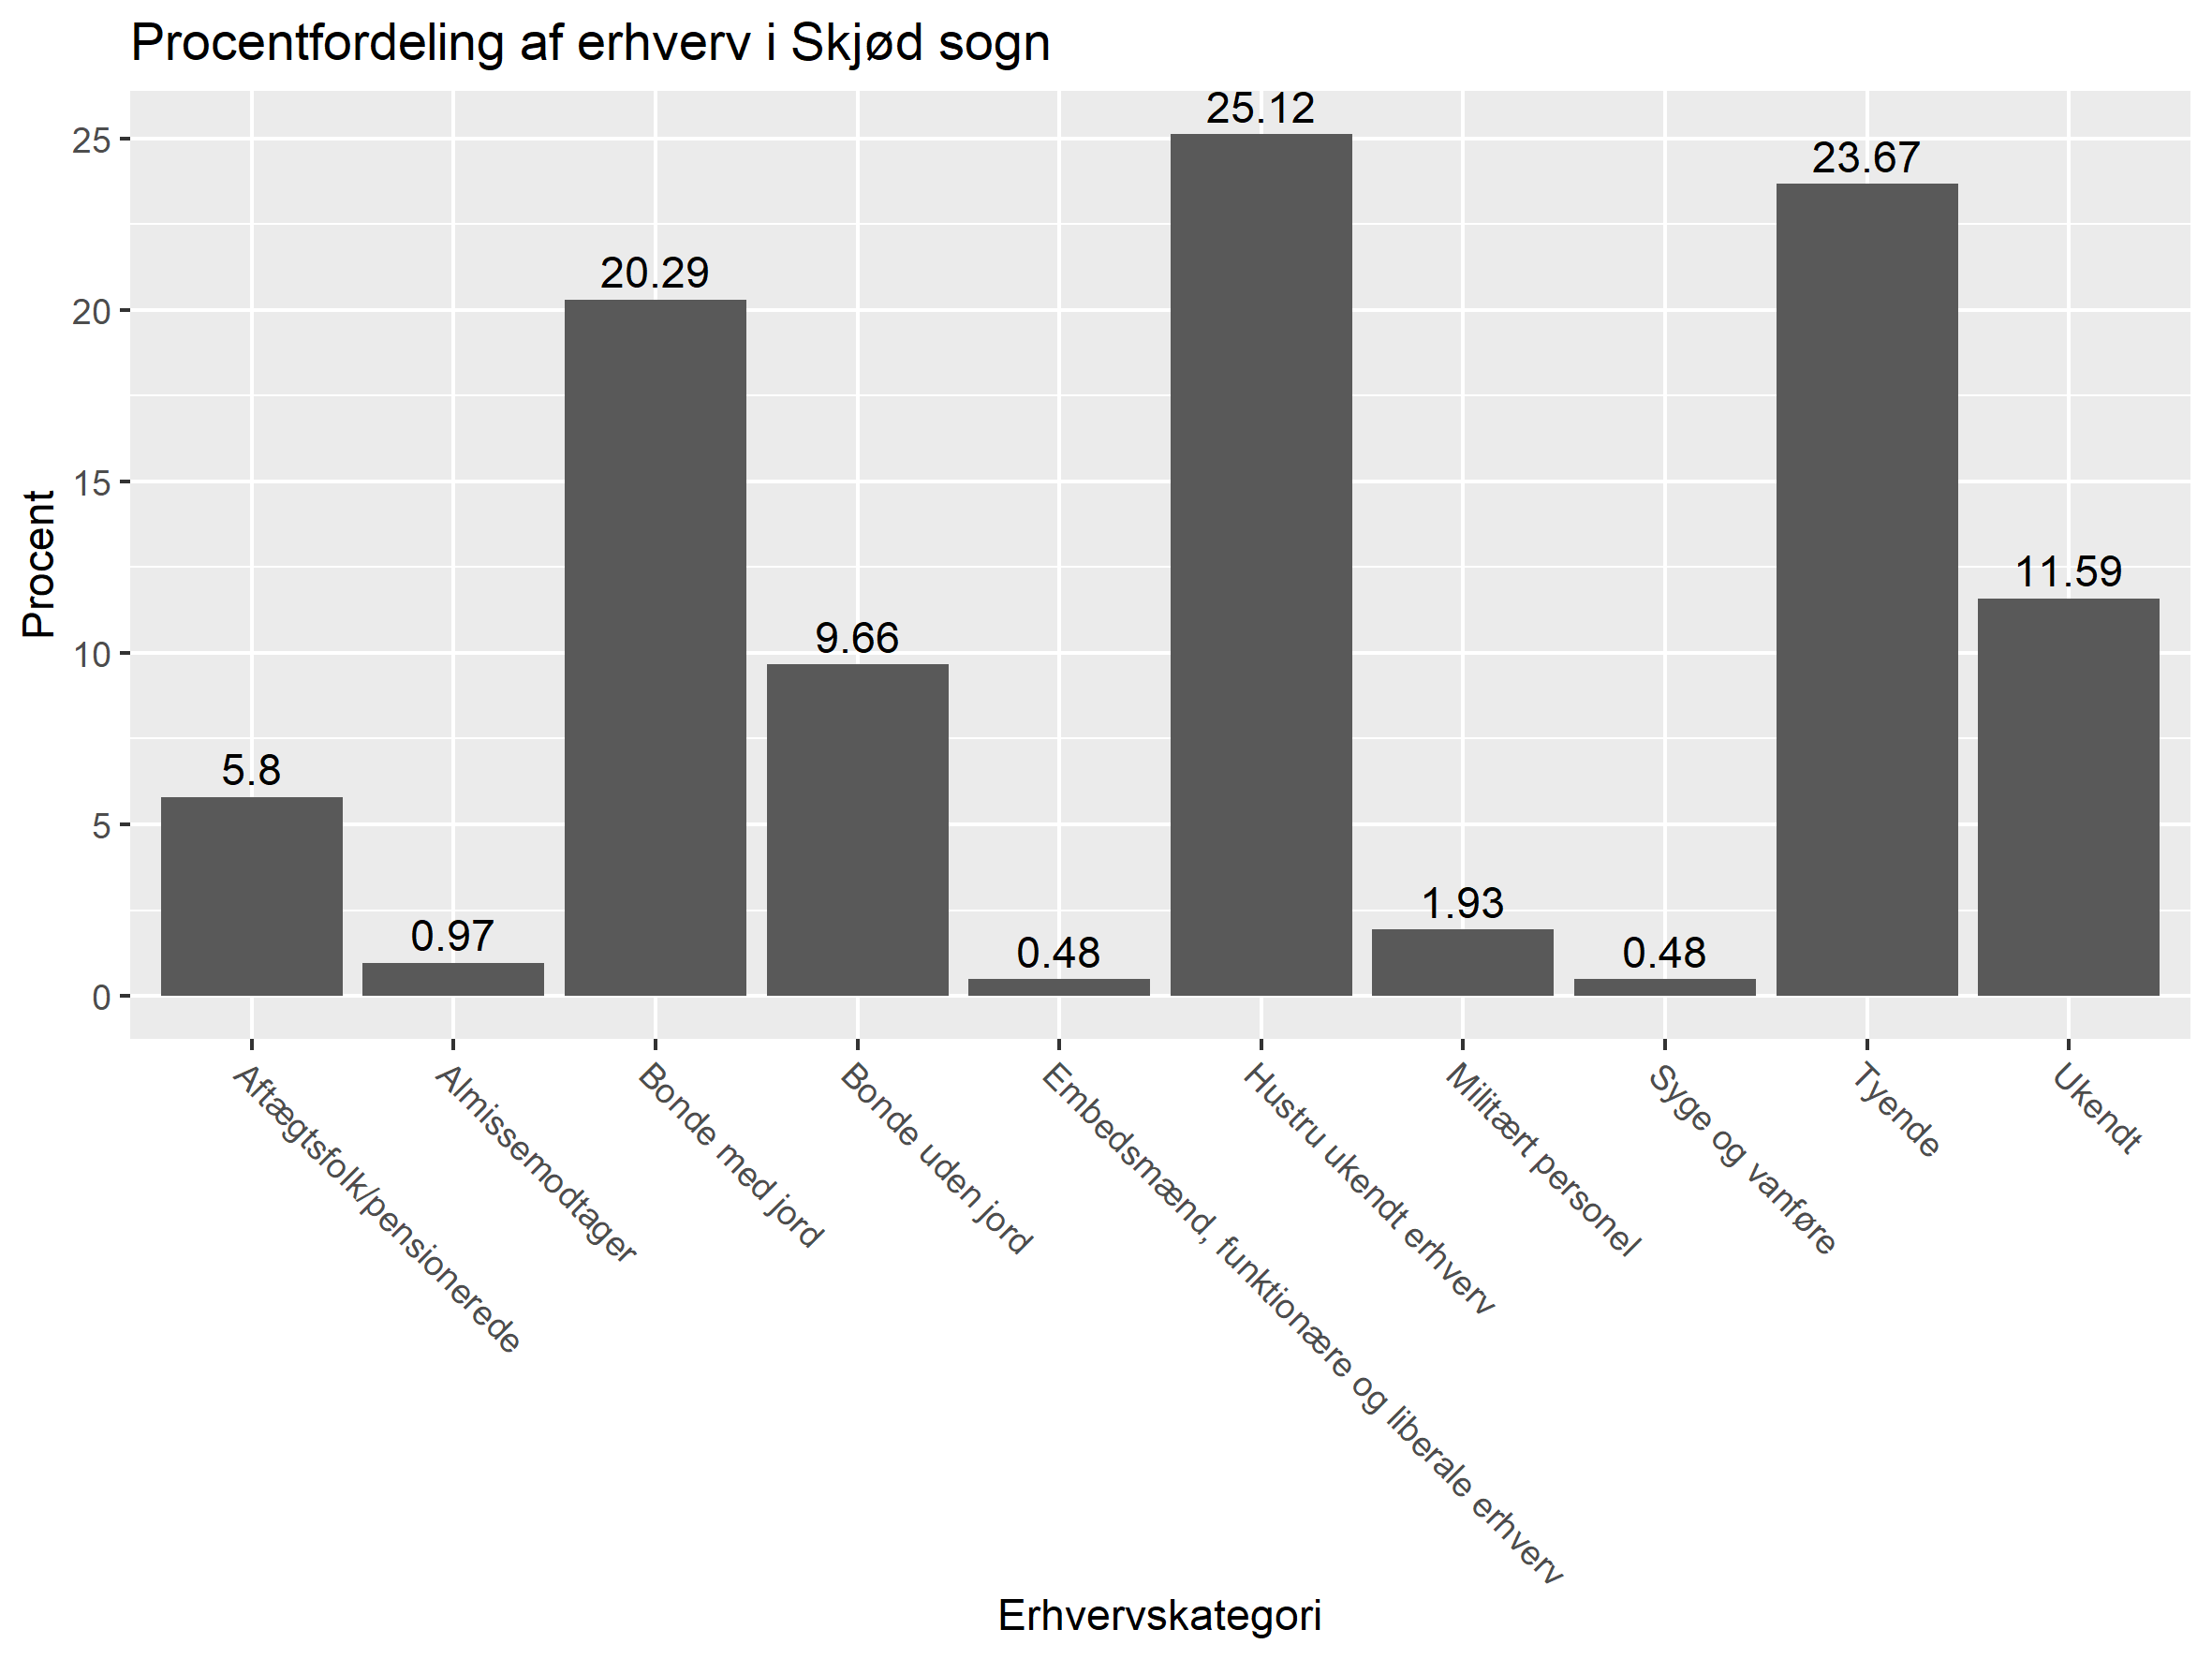 Procentfordeling af erhverv i Skjød sogn
Procent
25
20
15
10
5
0
5.8
0.97
20.29
9.66
0.48
25.12
1.93
0.48
23.67
11.59
Aftægtsfolk/pensionerede
Almissemodtager
Bonde med jord
Bonde uden jord
Embedsmænd, funktionære og liberale erhverv
Hustru ukendt erhverv
Militært personel
Syge og vanføre
Tyende
Ukendt
Erhvervskategori